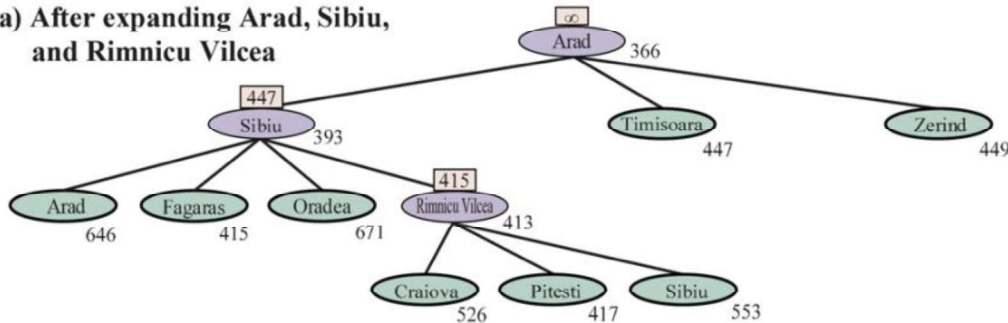 a) After expanding Arad, Sibiu,
and Rimnicu Vilcea
∞
Arad
366
447
Sibiu
393
Timisoara
447
Zerind
449
Arad
646
Fagaras
415
Oradea
671
415
Rimnicu Vilcea
413
Craiova
526
Pitesti
417
Sibiu
553